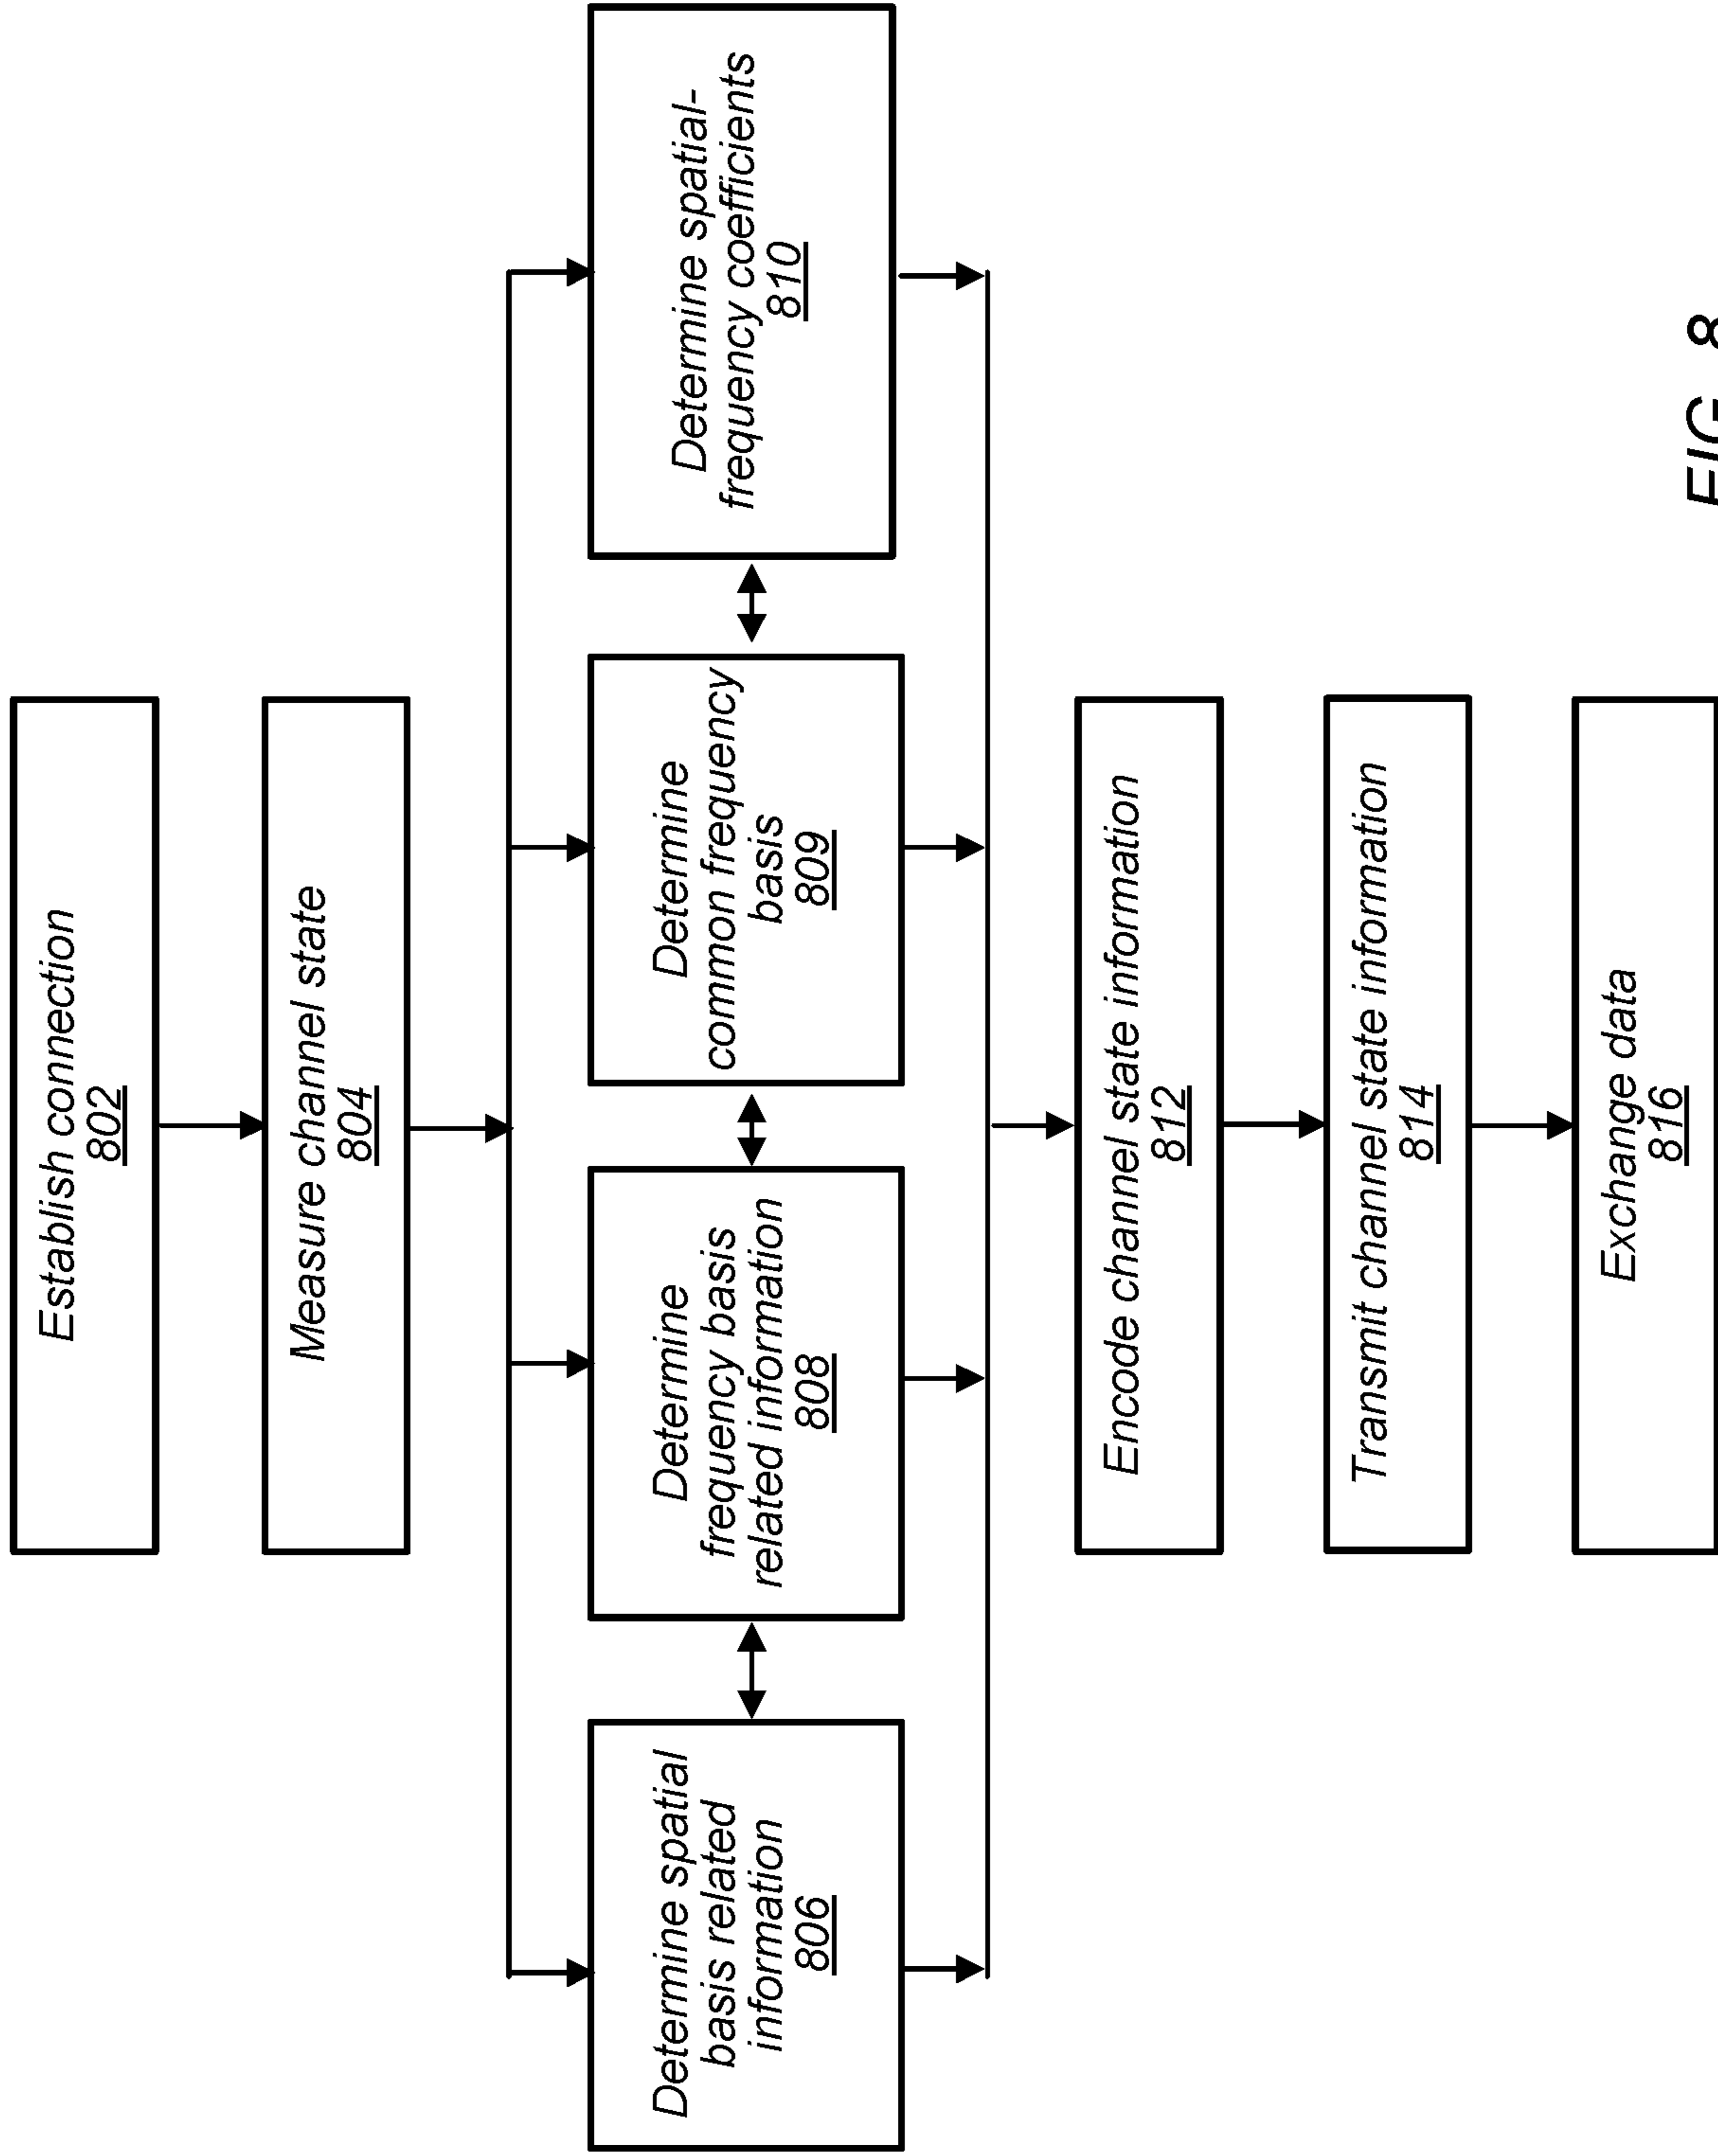 Establish connection
802
Measure channel state
804
Determine spatial
basis related
information
806
Determine
frequency basis
related information
808
Determine
common frequency
basis
809
Determine spatial-
frequency coefficients
810
Encode channel state information
812
Transmit channel state information
814
Exchange data
816
FIG. 8